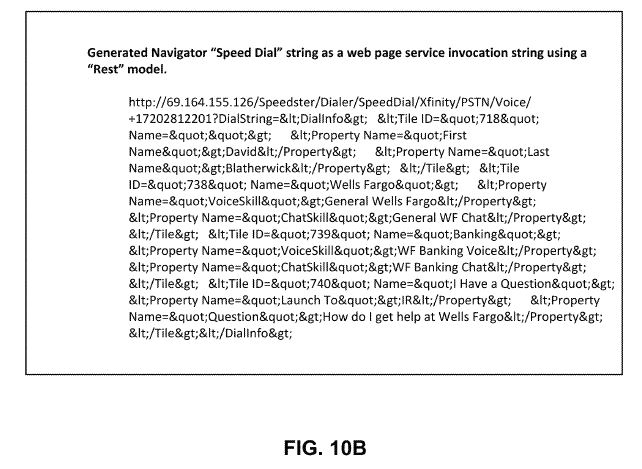 Generated Navigator “Speed Dial” string as a web page service invocation string using a
“Rest” model.
http://69.164.155.126/Speedster/Dialer/SpeedDial/Xfinity/PSTN/Voice/
+17202812201?DialString=&lt;DialInfo&gt; &lt;Tile ID=&quot;718&quot;
Name=&quot;&quot;&gt; &lt;Property Name=&quot;First
Name&quot;&gt;David&lt;/Property&gt; &lt;Property Name=&quot;Last
Name&quot;&gt;Blatherwick&lt;/Property&gt; &lt;/Tile&gt; &lt;Tile
ID=&quot;738&quot; Name=&quot;Wells Fargo&quot;&gt; &lt;Property
Name=&quot;VoiceSkill&quot;&gt;General Wells Fargo&lt;/Property&gt;
&lt;Property Name=&quot;ChatSkill&quot;&gt;General WF Chat&lt;/Property&gt;
&lt;/Tile&gt; &lt;Tile ID=&quot;739&quot; Name=&quot;Banking&quot;&gt;
&lt;Property Name=&quot;VoiceSkill&quot;&gt;WF Banking Voice&lt;/Property&gt;
&lt;Property Name=&quot;ChatSkill&quot;&gt;WF Banking Chat&lt;/Property&gt;
&lt;/Tile&gt; &lt;Tile ID=&quot;740&quot; Name=&quot;I Have a Question&quot;&gt;
&lt;Property Name=&quot;Launch To&quot;&gt;IR&lt;/Property&gt; &lt;Property
Name=&quot;Question&quot;&gt;How do I get help at Wells Fargo&lt;/Property&gt;
&lt;/Tile&gt;&lt;/DialInfo&gt;
FIG. 10B